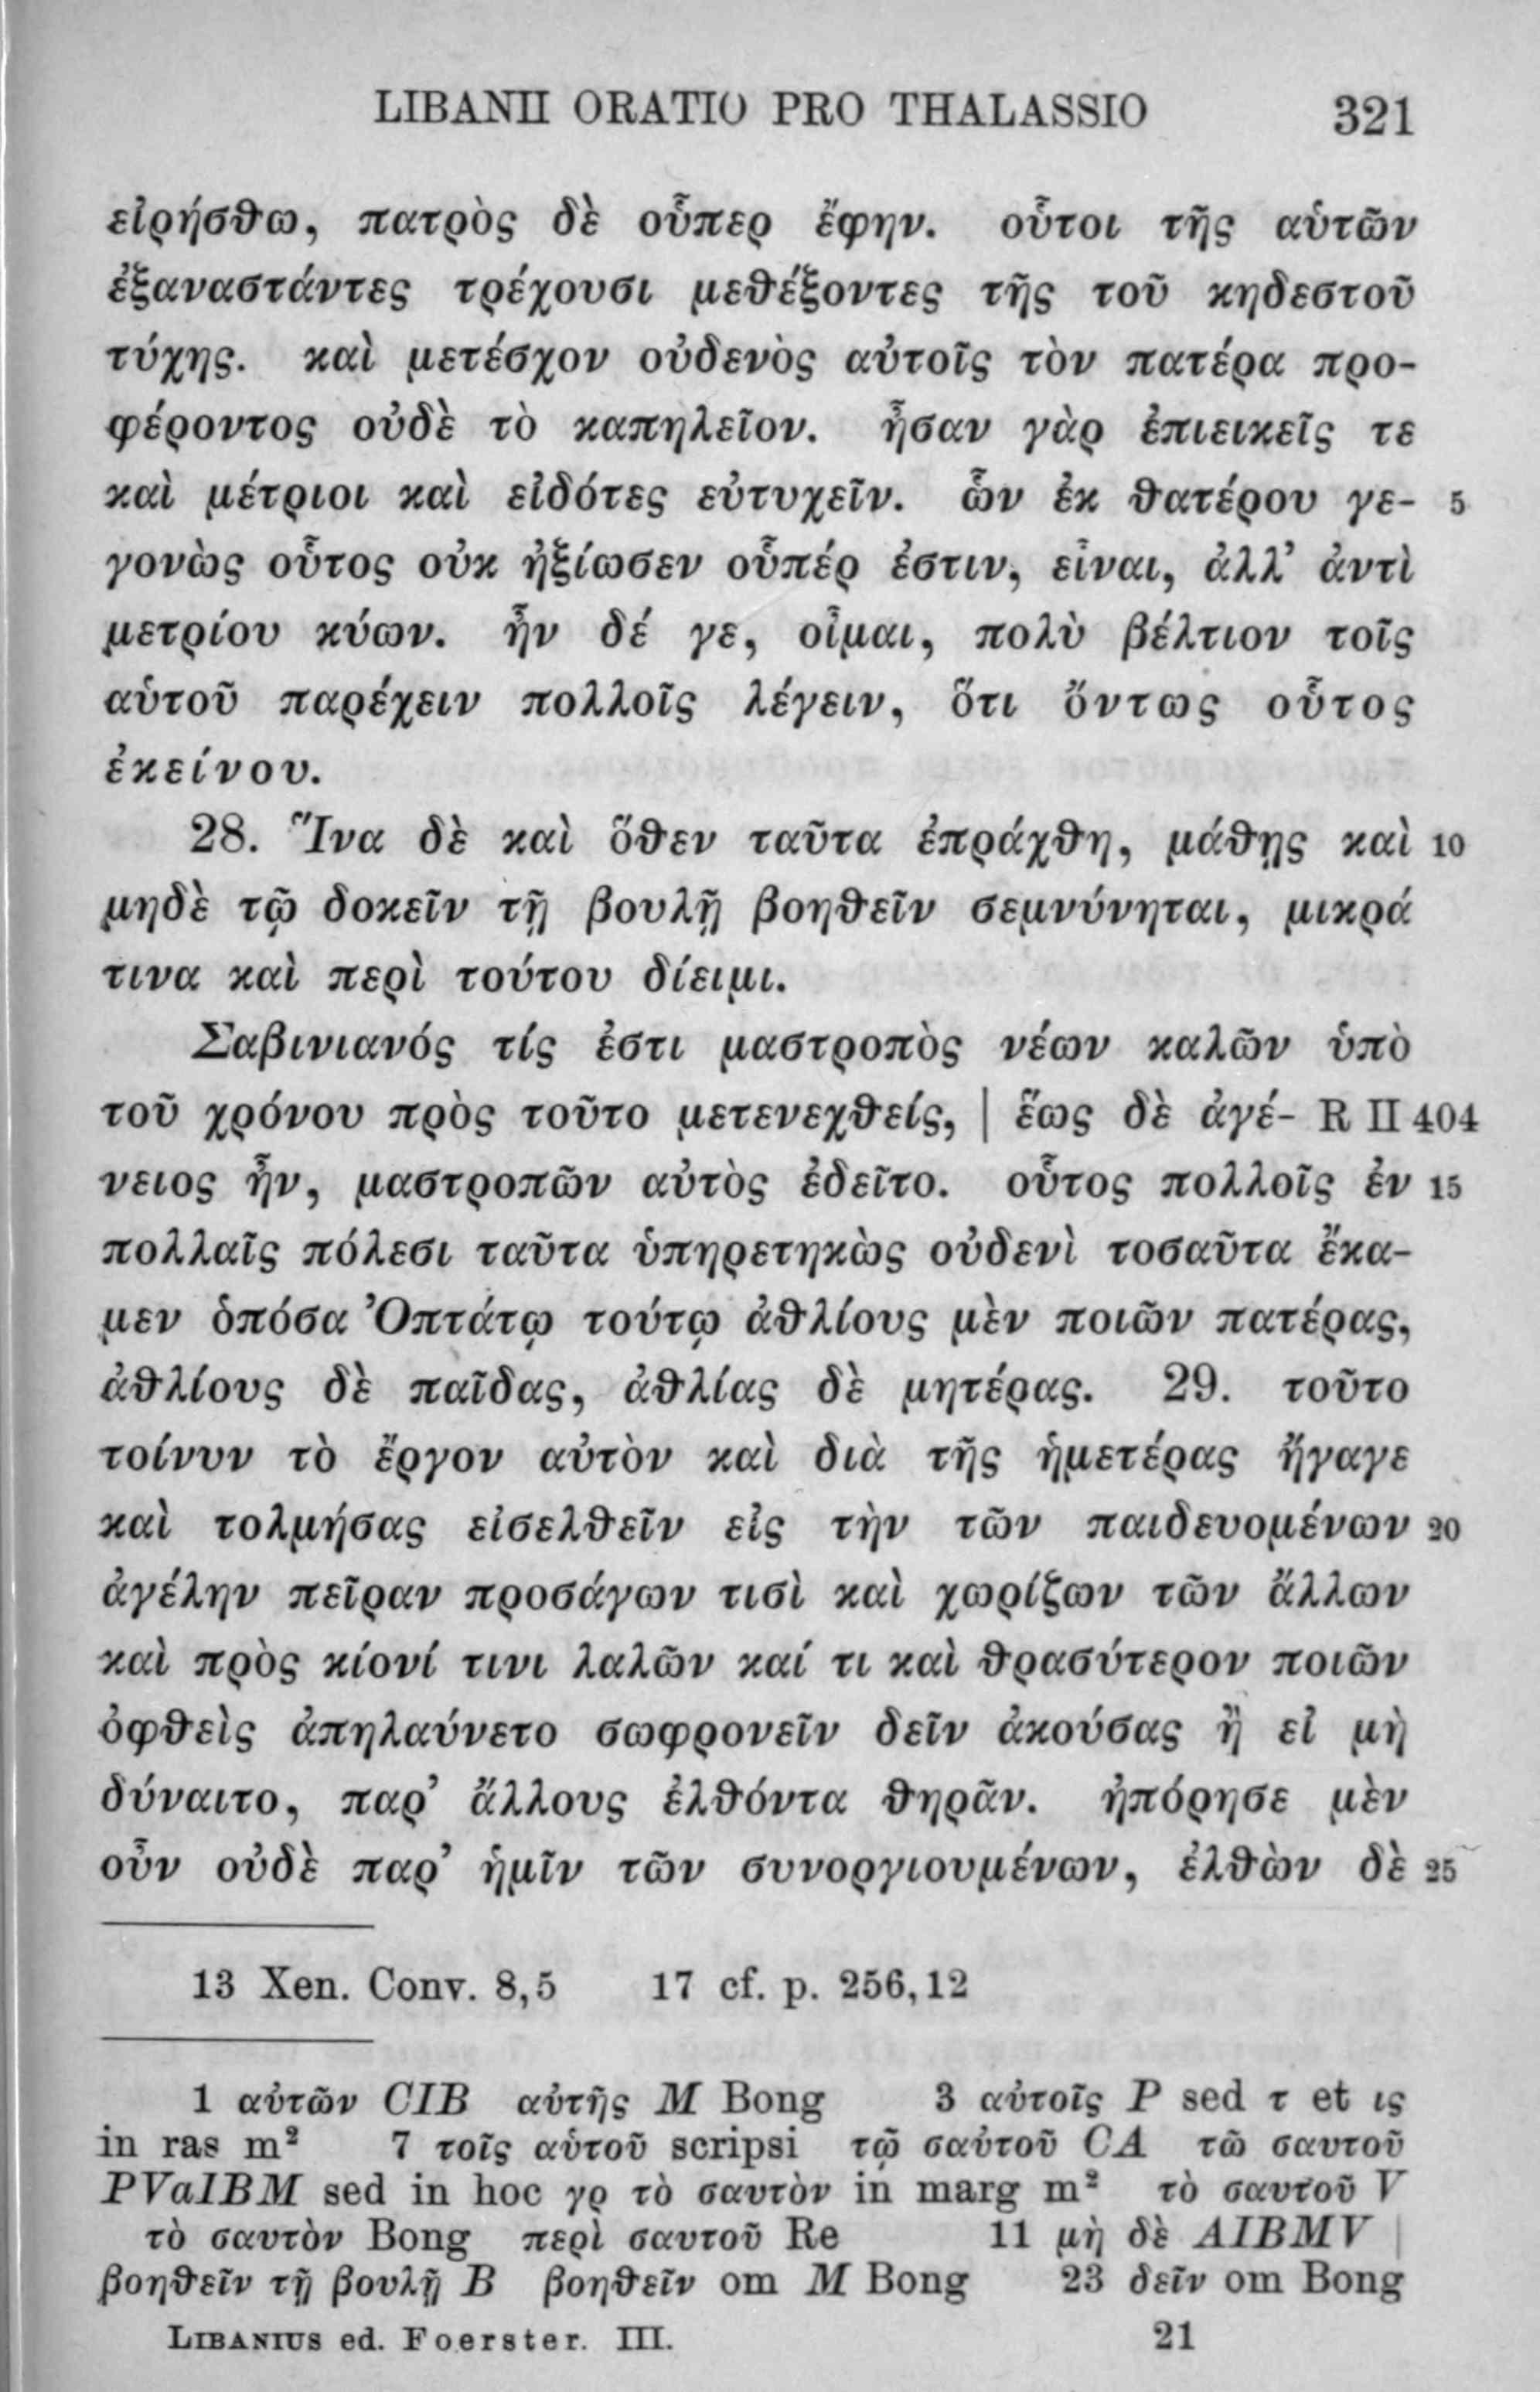 LIBANII ORATIO PRO THALASSIO 321
εἰρήσθω, πατρὸς δὲ οὗπερ ἔφην. οὗτοι τῆς αὑτῶν
ἐξαναστάντες τρέχουσι μεθέξοντες τῆς τοῦ κηδεστοῦ
τύχης. καὶ μετέσχον οὐδενὸς αὐτοῖς τὸν πατέρα προ-
φέροντος οὐδὲ τὸ καπηλεῖον. ἦσαν γὰρ ἐπιεικεῖς τε
καὶ μέτριοι καὶ εἰδότες εὐτυχεῖν. ὧν ἐκ θατέρου γε- 5
γονὼς οὗτος οὐκ ἠξίωσεν οὗπέρ ἐστιν, εἶναι, ἀλλ’ ἀντὶ
μετρίου κύων. ἦν δέ γε, οἶμαι, πολὺ βέλτιον τοῖς
αὑτοῦ παρέχειν πολλοῖς λέγειν, ὅτι ὄντως οὗτος
ἐκείνου.
28. Ἵνα δὲ καὶ ὅθεν ταῦτα ἐπράχθη, μάθῃς καὶ 10
μηδὲ τῷ δοκεῖν τῇ βουλῇ βοηθεῖν σεμνύνηται, μικρά
τινα καὶ περὶ τούτου δίειμι.
Σαβινιανός τίς ἐστι μαστροπὸς νέων καλῶν ὑπὸ
τοῦ χρόνου πρὸς τοῦτο μετενεχθείς, | ἕως δὲ ἀγέ- R II 404
νειος ἦν, μαστροπῶν αὐτὸς ἐδεῖτο. οὗτος πολλοῖς ἐν 15
πολλαῖς πόλεσι ταῦτα ὑπηρετηκὼς οὐδενὶ τοσαῦτα ἔκα-
μεν ὁπόσα Ὀπτάτῳ τούτῳ ἀθλίους μὲν ποιῶν πατέρας,
ἀθλίους δὲ παῖδας, ἀθλίας δὲ μητέρας. 29. τοῦτο
τοίνυν τὸ ἔργον αὐτὸν καὶ διὰ τῆς ἡμετέρας ἤγαγε
καὶ τολμήσας εἰσελθεῖν εἰς τὴν τῶν παιδευομένων 20
ἀγέλην πεῖραν προσάγων τισὶ καὶ χωρίζων τῶν ἄλλων
καὶ πρὸς κίονί τινι λαλῶν καί τι καὶ θρασύτερον ποιῶν
ὀφθεὶς ἀπηλαύνετο σωφρονεῖν δεῖν ἀκούσας ἢ εἰ μὴ
δύναιτο, παρ’ ἄλλους ἐλθόντα θηρᾶν. ἠπόρησε μὲν
οὖν οὐδὲ παρ’ ἡμῖν τῶν συνοργιουμένων, ἐλθὼν δὲ 25
13 Xen. Conv. 8,5 17 cf. p. 256,12
1 αὐτῶν CIB αὐτῆς M Bong 3 αὐτοῖς P sed τ et ις
in ras m² 7 τοῖς αὑτοῦ scripsi τῷ σαὐτοῦ CA τῶ σαυτοῦ
PVaIBM sed in hoc γρ τὸ σαυτὸν in marg m² τὸ σαυτοῦ V
τὸ σαυτὸν Bong περὶ σαυτοῦ Re 11 μὴ δὲ AIBMV |
βοηθεῖν τῇ βουλῇ B βοηθεῖν om M Bong 23 δεῖν om Bong
LIBANIUS ed. Foerster. III. 21